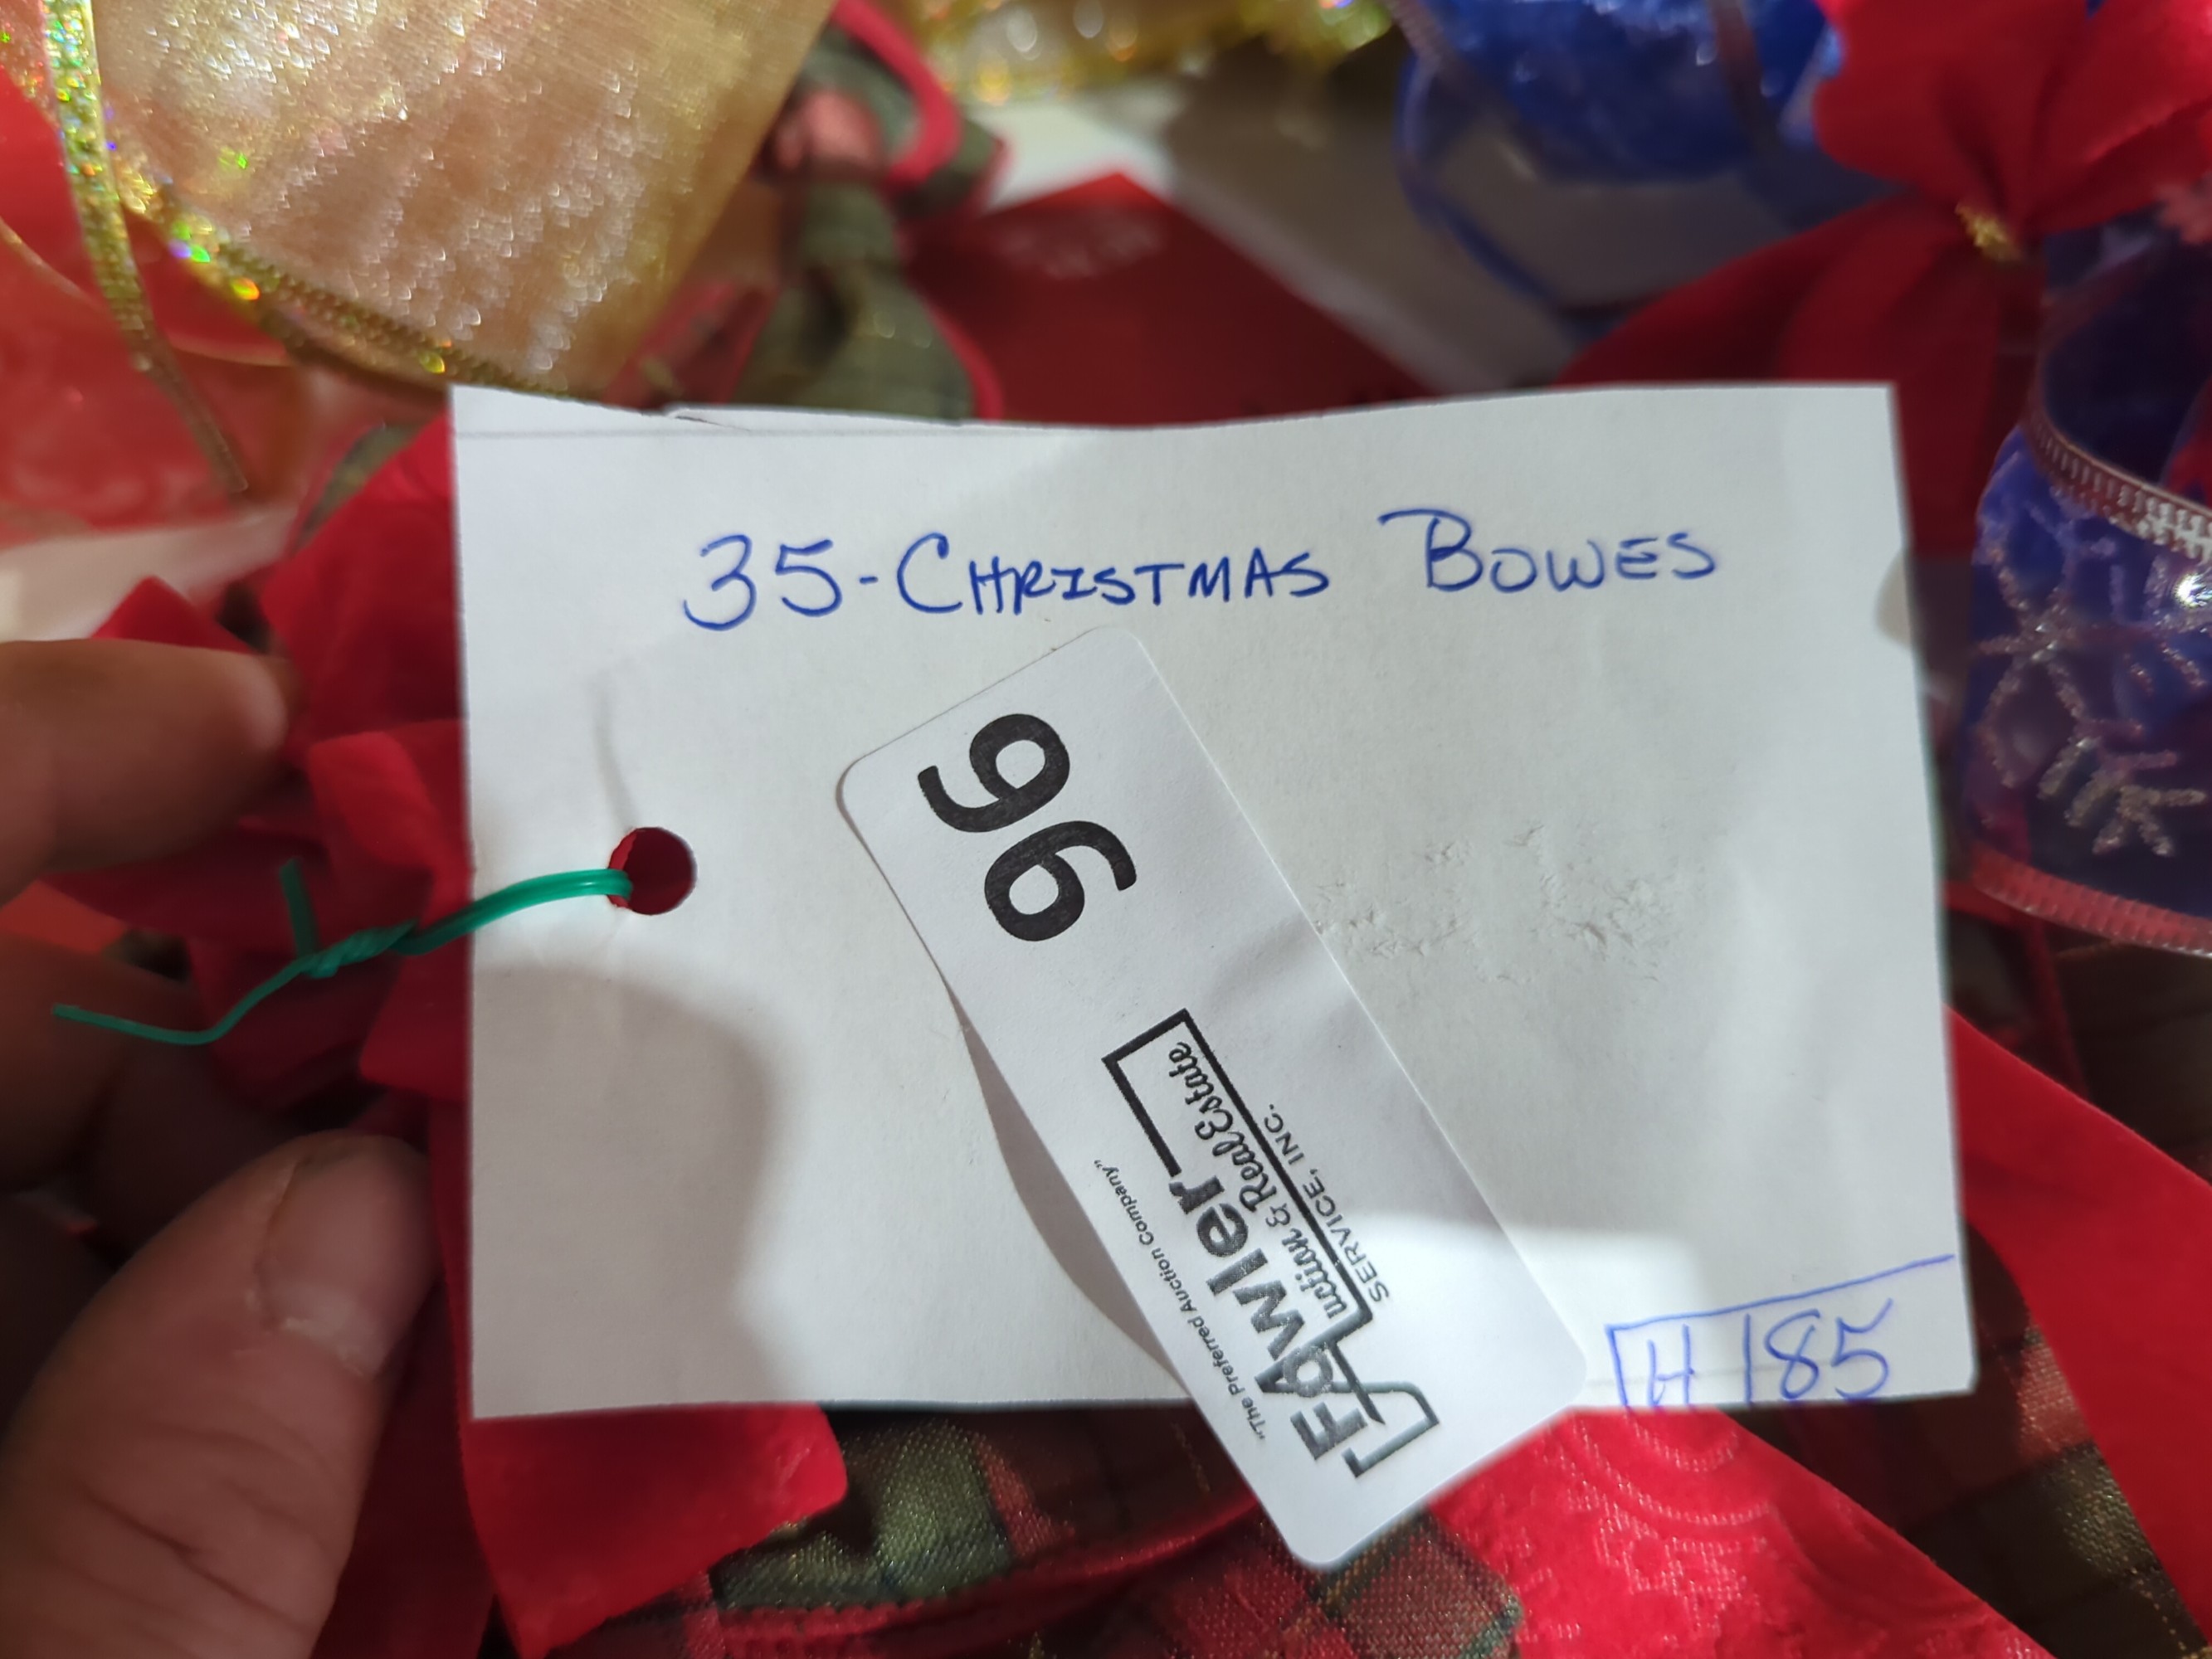 35-CHRISTMAS BOWES
96
"The Preferred Auction Company"
Fowler
Auction & Real Estate
SERVICE, INC.
H 185